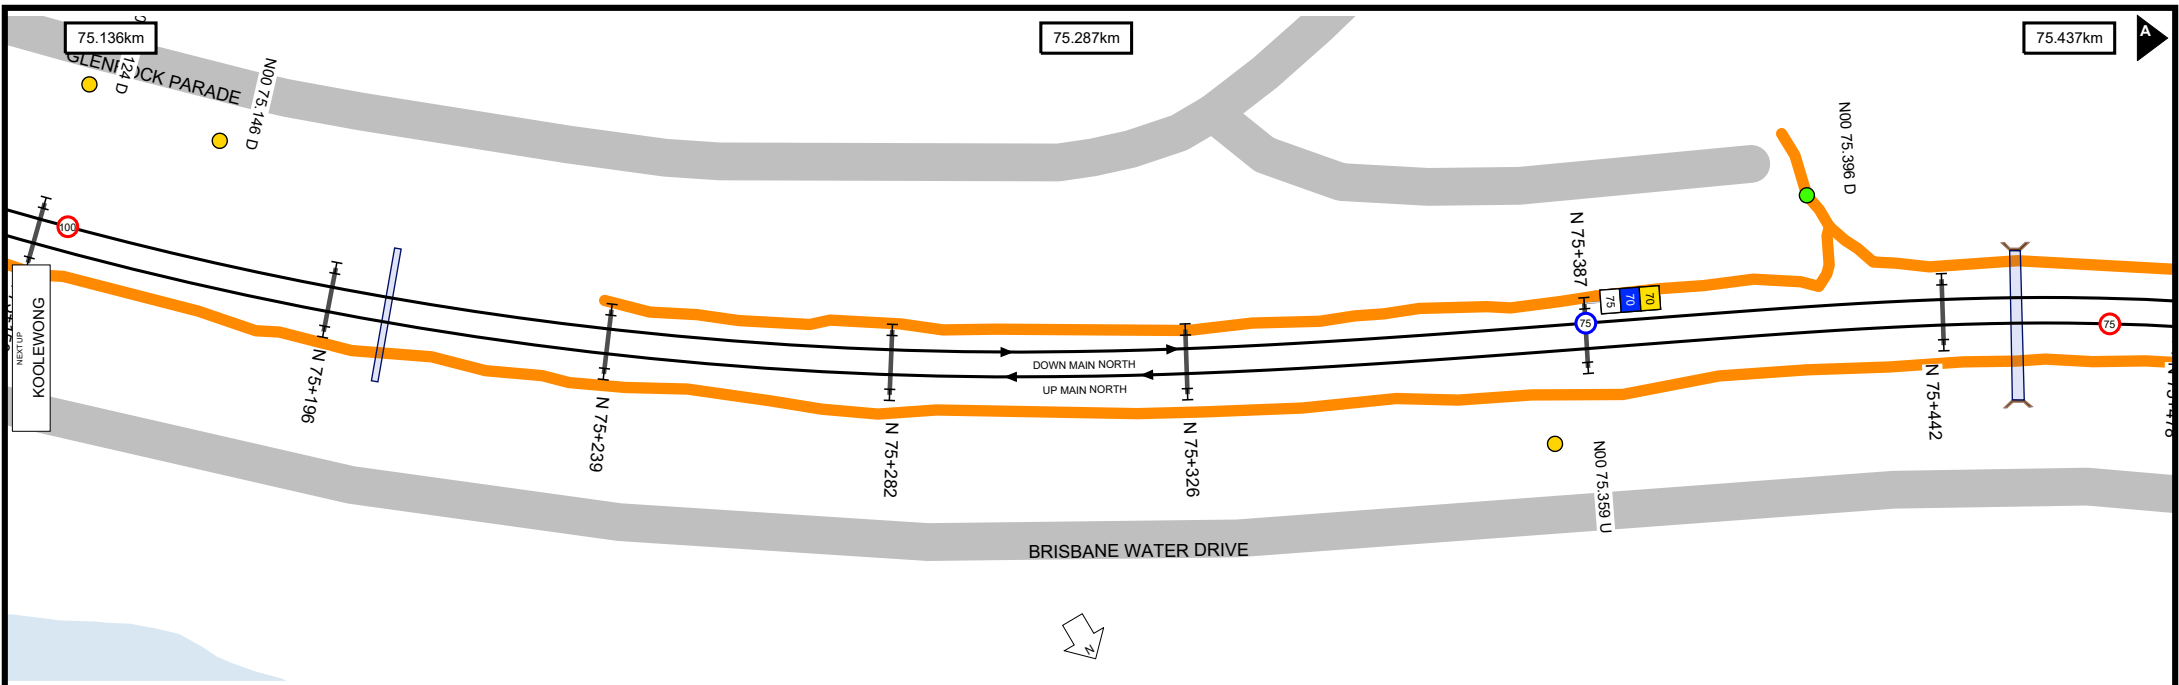 75.136km
75.287km
75.437km
A
GLENROCK PARADE
124 D
N00 75.146 D
N00 75.396 D
100
N 75+387
75
70
70
75
75
DOWN MAIN NORTH
UP MAIN NORTH
NEXT UP
KOOLEWONG
N 75+196
N 75+239
N 75+282
N 75+326
N 75+442
N 75+478
N00 75.359 U
BRISBANE WATER DRIVE
N